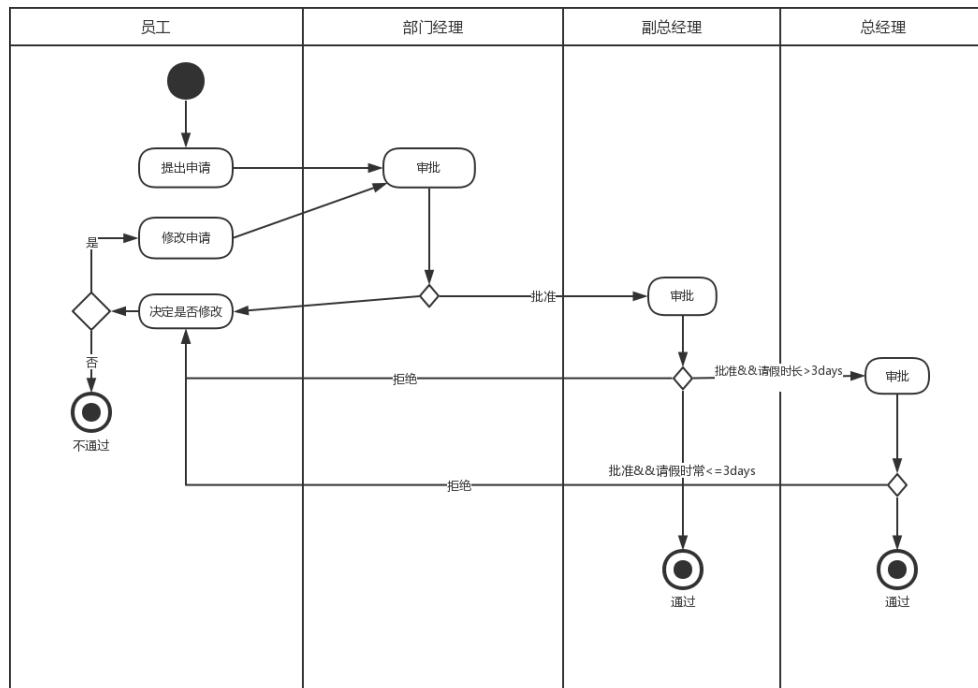 员工
部门经理
副总经理
总经理
提出申请
审批
修改申请
是
决定是否修改
批准
审批
否
拒绝
批准&&请假时长>3days
审批
不通过
批准&&请假时常<=3days
拒绝
通过
通过